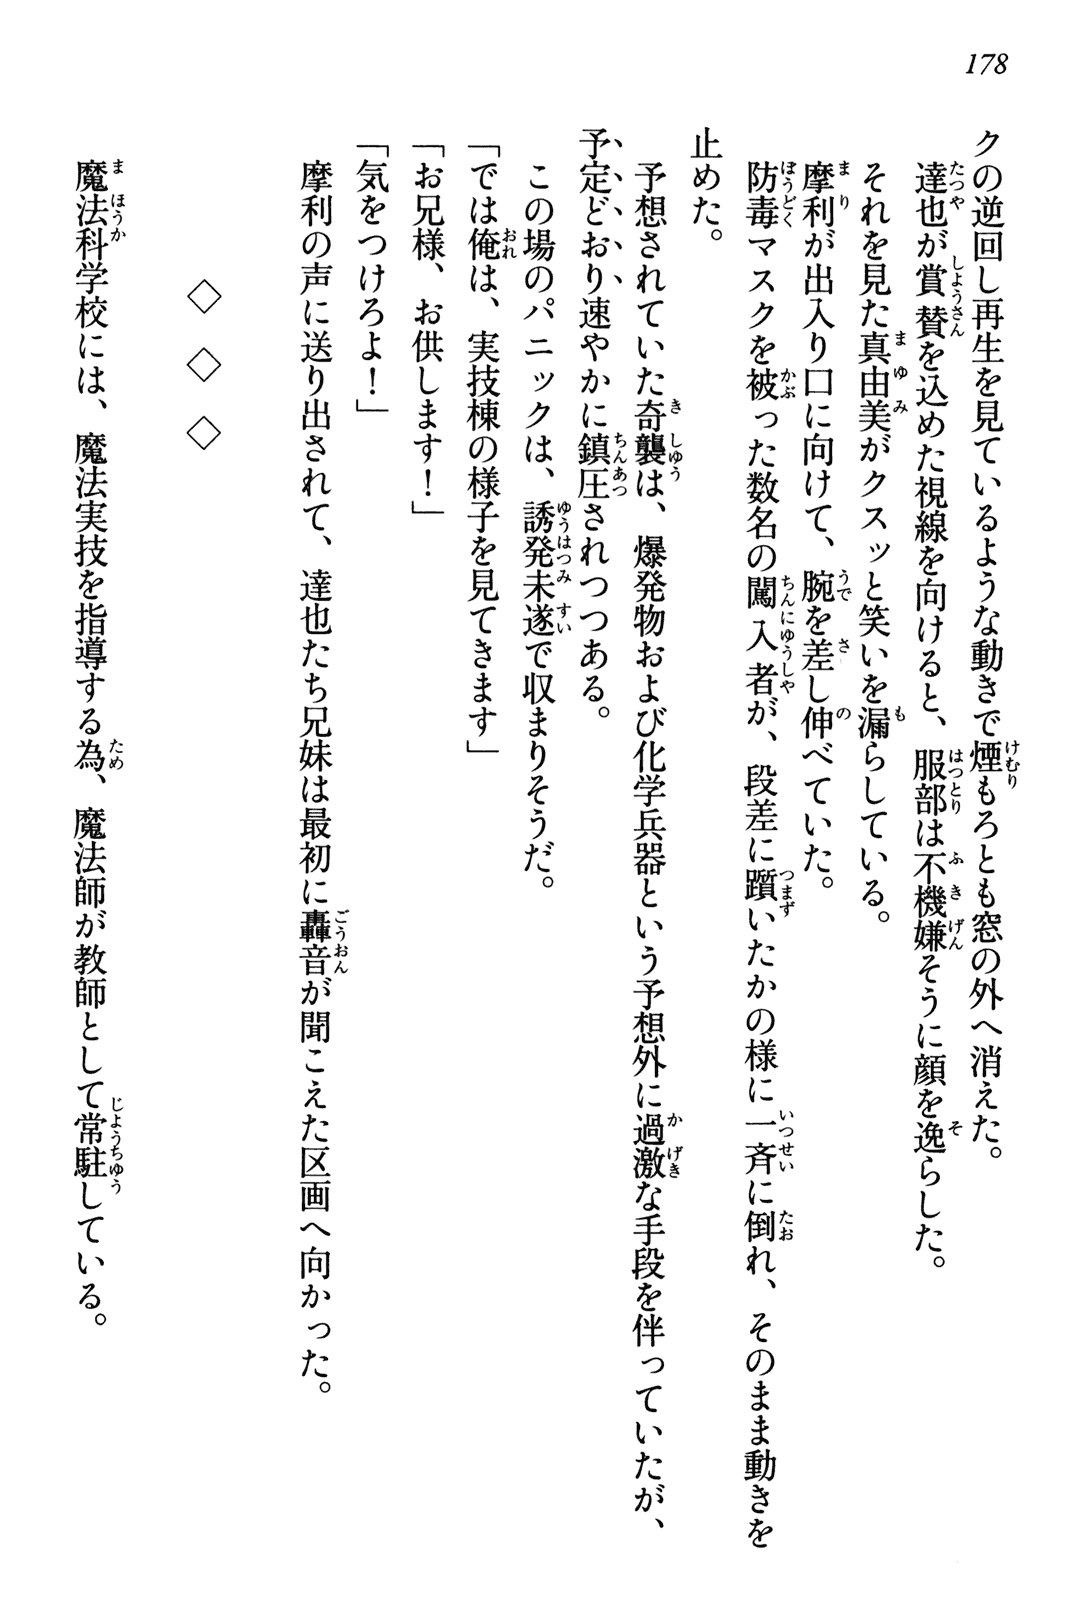 178
クの逆回し再生を見ているような動きで煙もろとも窓の外へ消えた。
達也が賞賛を込めた視線を向けると、服部は不機嫌そうに顔を逸らした。
それを見た真由美がクスッと笑いを漏らしている。
摩利が出入り口に向けて、腕を差し伸べていた。
防毒マスクを被った数名の闖入者が、段差に躓いたかの様に一斉に倒れ、そのまま動きを
止めた。
予想されていた奇襲は、爆発物および化学兵器という予想外に過激な手段を伴っていたが、
予定どおり速やかに鎮圧されつつある。
この場のパニックは、誘発未遂で収まりそうだ。
「では俺は、実技棟の様子を見てきます」
「お兄様、お供します!」
「気をつけろよ!」
摩利の声に送り出されて、達也たち兄妹は最初に轟音が聞こえた区画へ向かった。
◇ ◇ ◇
魔法科学校には、魔法実技を指導する為、魔法師が教師として常駐している。